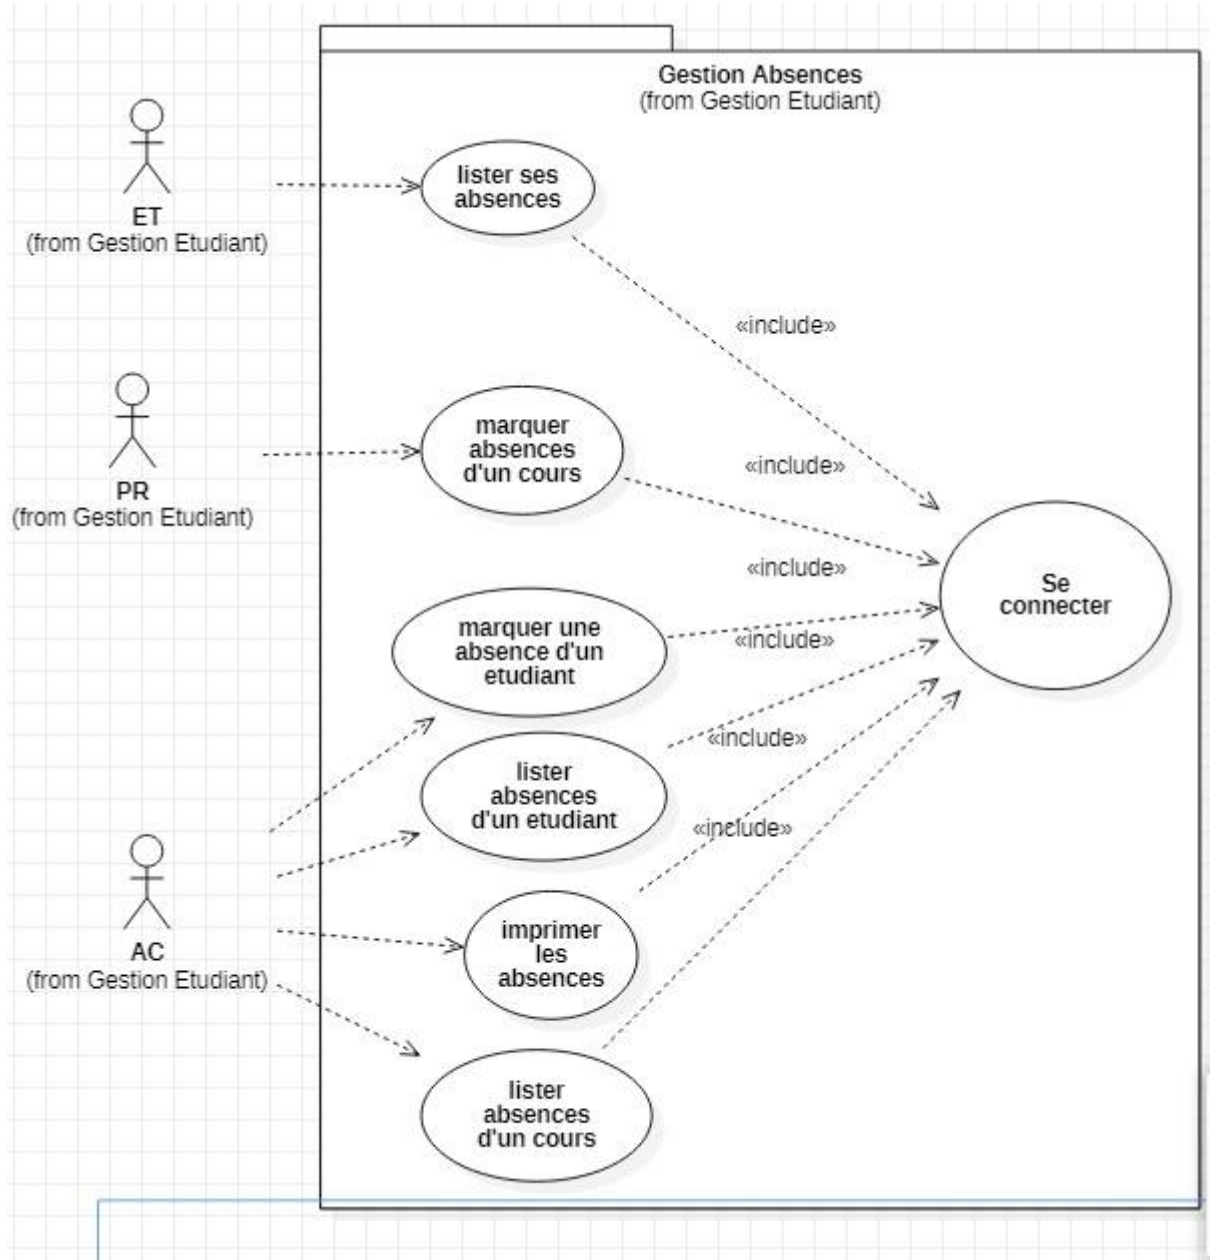 Gestion Absences
(from Gestion Etudiant)
lister ses
absences
ET
(from Gestion Etudiant)
«include»
marquer
absences
d'un cours
«include»
PR
(from Gestion Etudiant)
«include»
Se
connecter
marquer une
absence d'un
etudiant
«include»
«include»
lister
absences
d'un etudiant
«include»
AC
(from Gestion Etudiant)
imprimer
les
absences
lister
absences
d'un cours